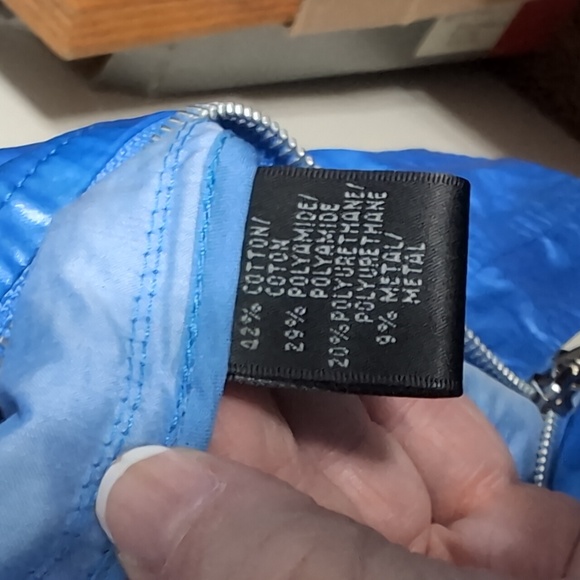 42% COTTON/
COTON
29% POLYAMIDE/
POLYAMIDE
20% POLYURETHANE/
POLYURETHANE
9% METAL/
METAL